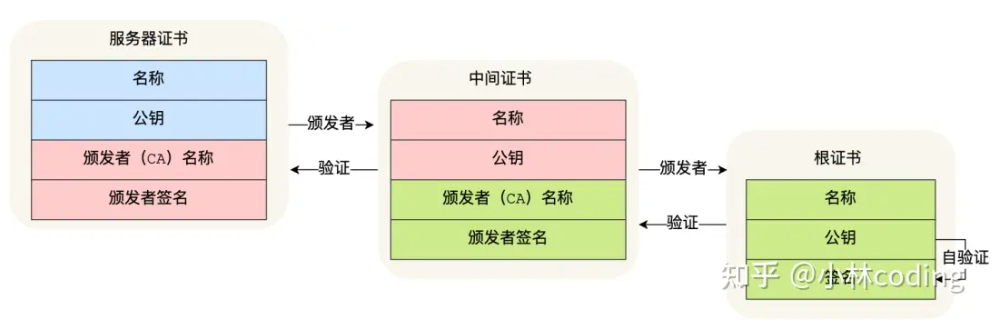 服务器证书
名称
公钥
颁发者（CA）名称
颁发者签名
颁发者
验证
中间证书
名称
公钥
颁发者（CA）名称
颁发者签名
颁发者
验证
根证书
名称
公钥
签名
自验证
知乎 @小林coding